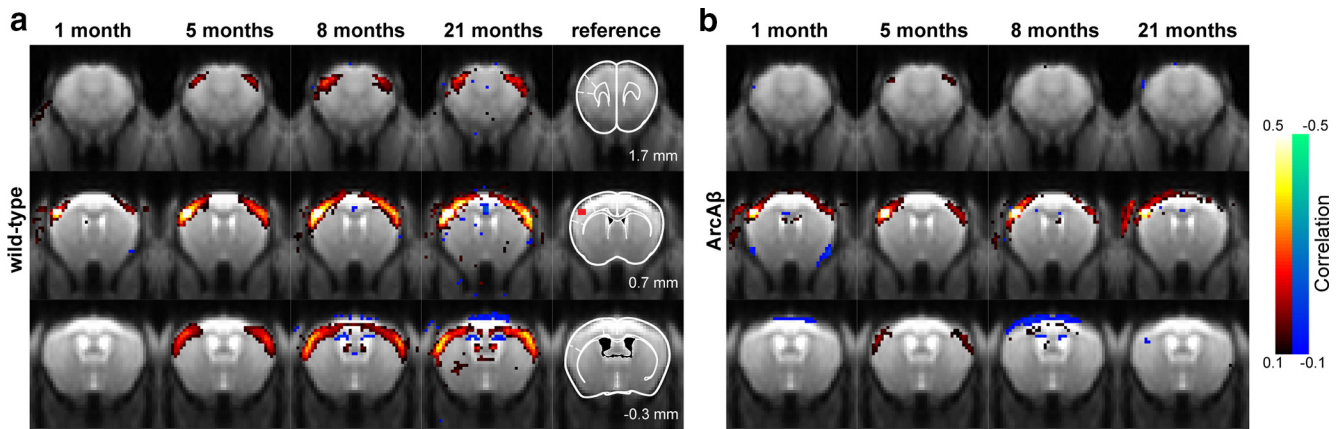 a
1 month 5 months 8 months 21 months reference
1.7 mm
wild-type
0.7 mm
-0.3 mm
b
1 month 5 months 8 months 21 months
ArcAβ
0.5 -0.5
Correlation
0.1 -0.1